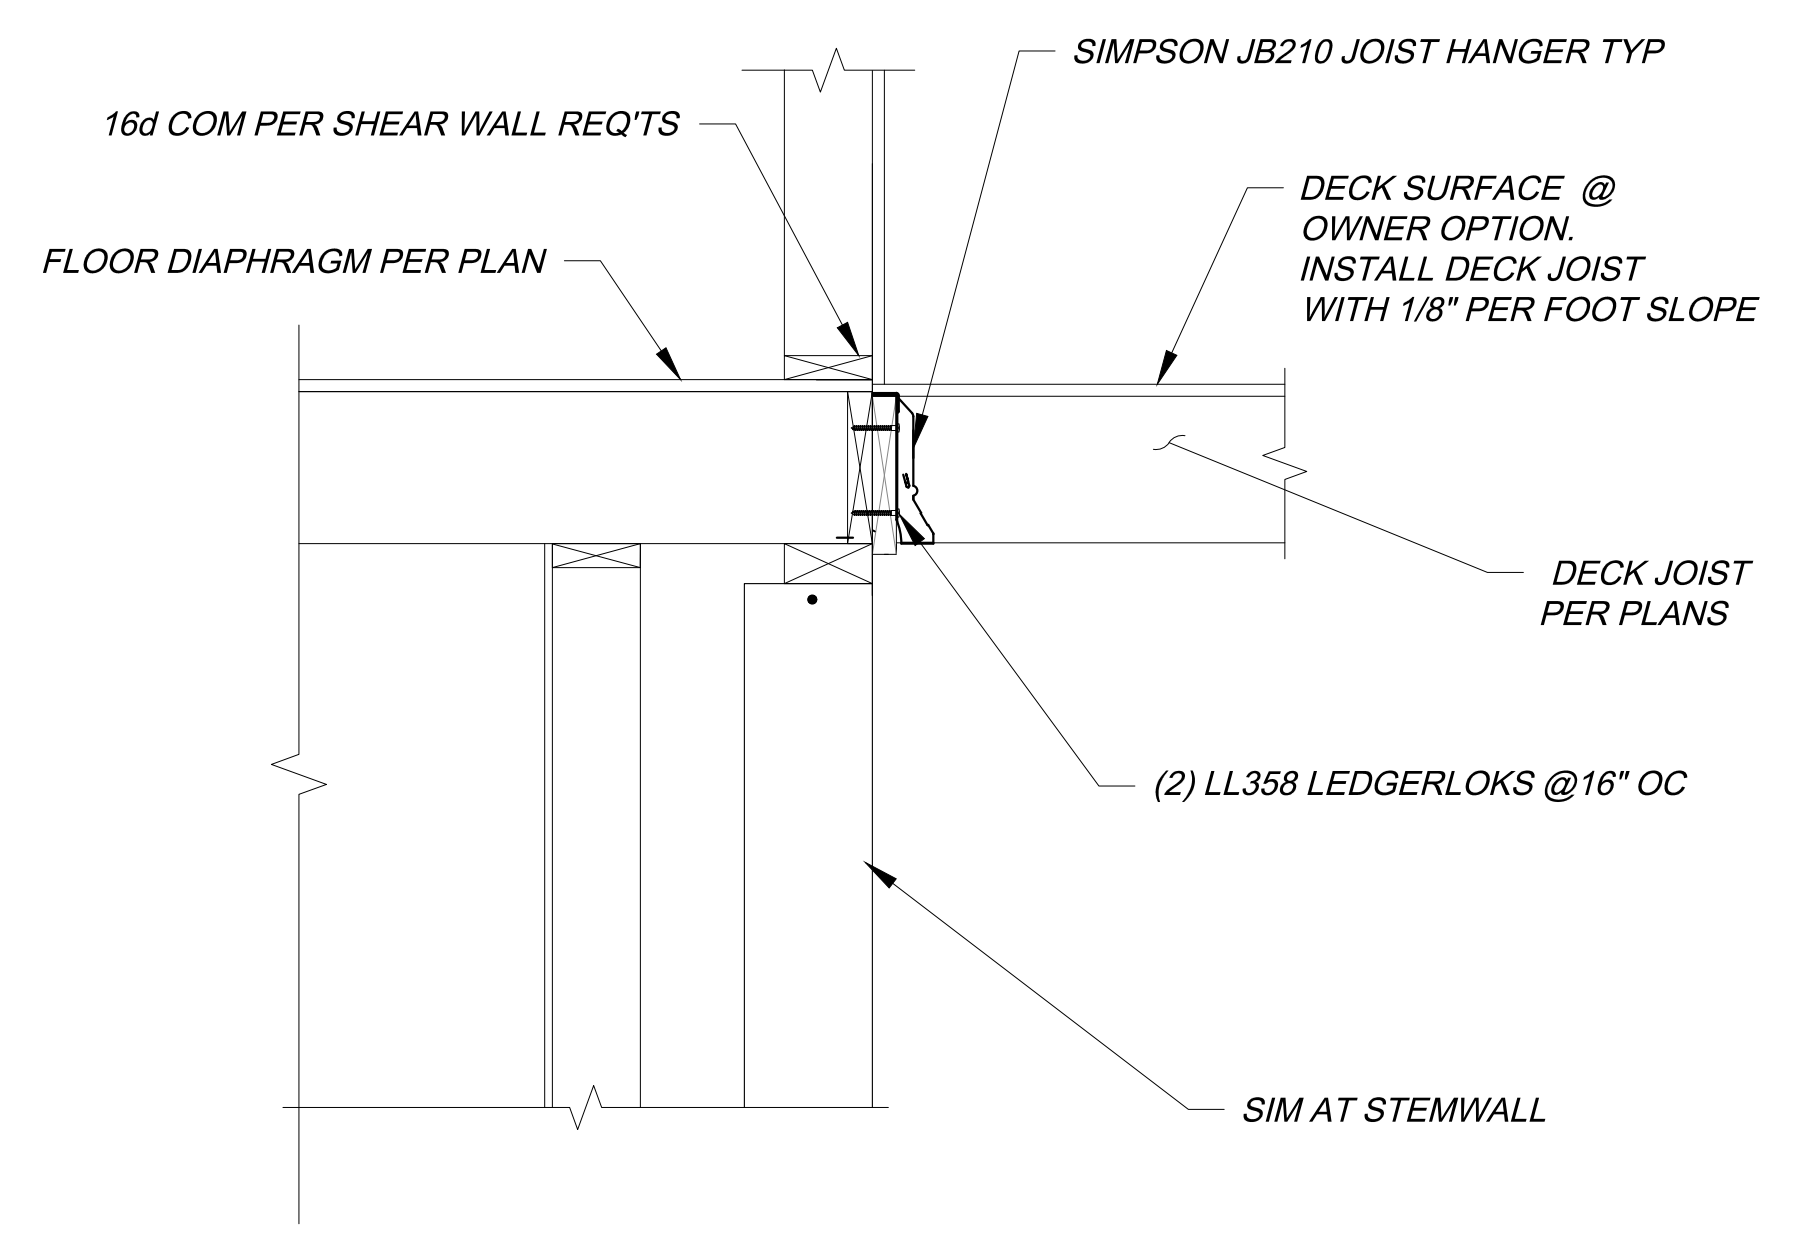 SIMPSON JB210 JOIST HANGER TYP
16d COM PER SHEAR WALL REQ'TS
DECK SURFACE @
OWNER OPTION.
INSTALL DECK JOIST
WITH 1/8" PER FOOT SLOPE
FLOOR DIAPHRAGM PER PLAN
DECK JOIST
PER PLANS
(2) LL358 LEDGERLOKS @16" OC
SIM AT STEMWALL